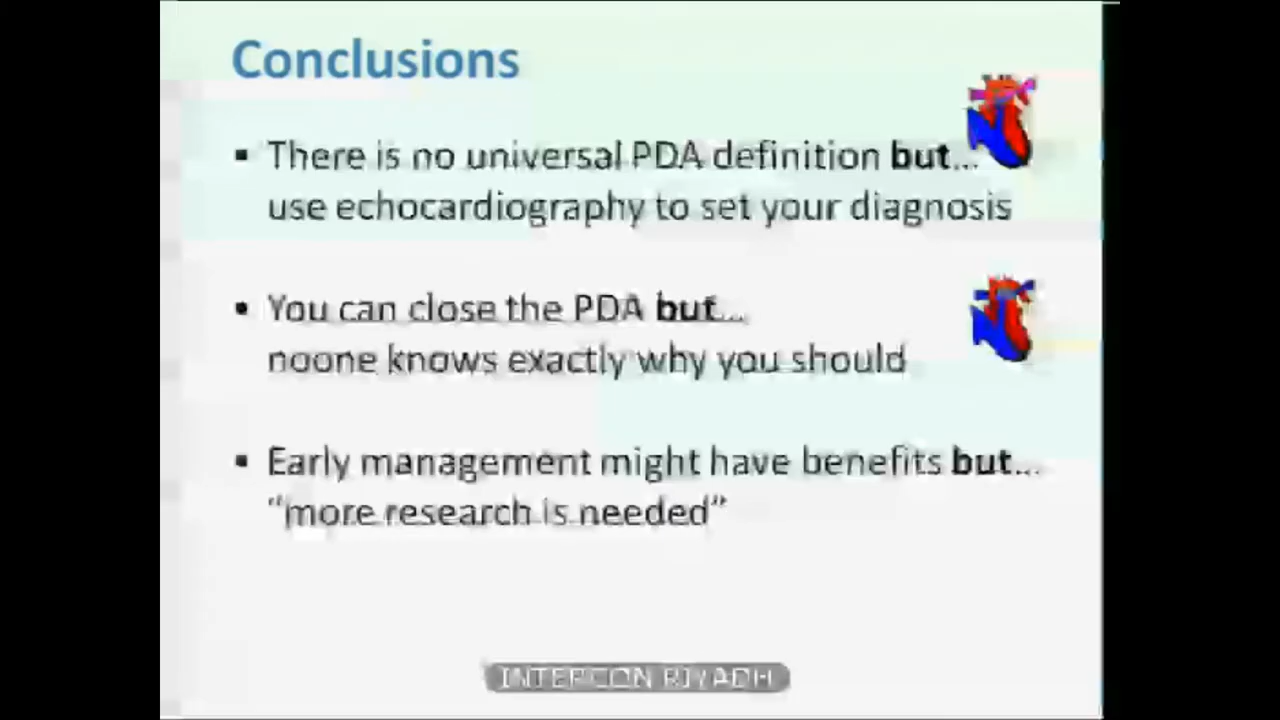 Conclusions
▪ There is no universal PDA definition but...
use echocardiography to set your diagnosis
▪ You can close the PDA but...
noone knows exactly why you should
▪ Early management might have benefits but...
“more research is needed”
INTERCON RIYADH